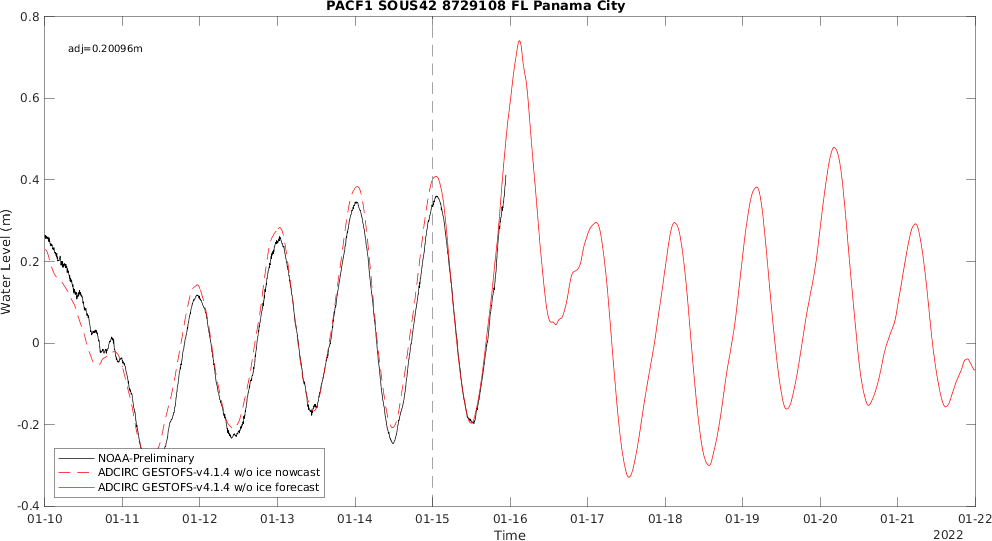 PACF1 SOUS42 8729108 FL Panama City
adj=0.20096m
Water Level (m)
0.8
0.6
0.4
0.2
0
-0.2
-0.4
NOAA-Preliminary
ADCIRC GESTOFS-v4.1.4 w/o ice nowcast
ADCIRC GESTOFS-v4.1.4 w/o ice forecast
01-10 01-11 01-12 01-13 01-14 01-15 01-16 01-17 01-18 01-19 01-20 01-21 01-22
Time
2022